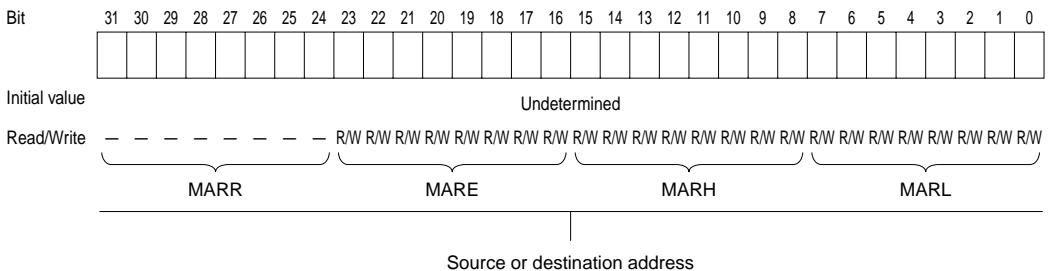 Bit 31 30 29 28 27 26 25 24 23 22 21 20 19 18 17 16 15 14 13 12 11 10 9 8 7 6 5 4 3 2 1 0
Initial value Undetermined
Read/Write — — — — — — — — R/W R/W R/W R/W R/W R/W R/W R/W R/W R/W R/W R/W R/W R/W R/W R/W R/W R/W R/W R/W R/W R/W R/W R/W
MARR MARE MARH MARL
Source or destination address